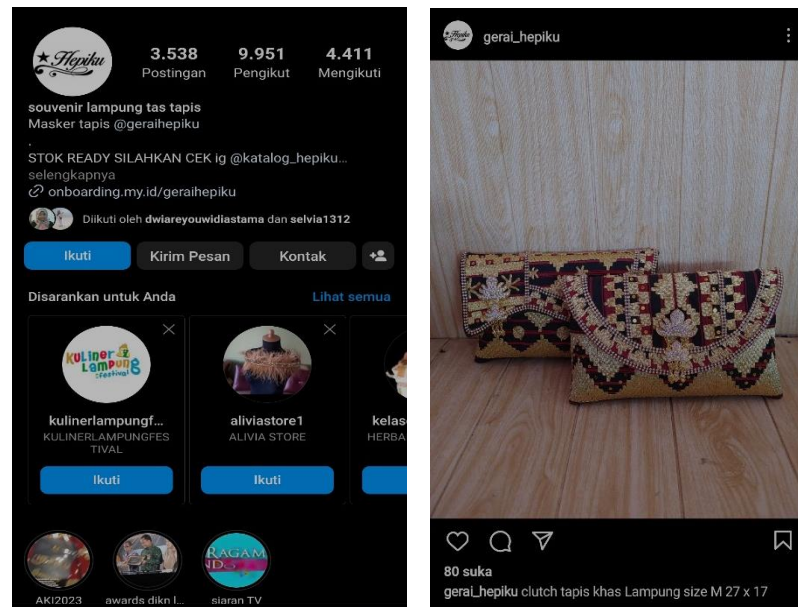 Hepiku
3.538 9.951 4.411
Postingan Pengikut Mengikuti
souvenir lampung tas tapis
Masker tapis @geraihepiku
.
STOK READY SILAHKAN CEK ig @katalog_hepiku...
selengkapnya
onboarding.my.id/geraihepiku
Diikuti oleh dwiareyouwidiastama dan selvia1312
Ikuti Kirim Pesan Kontak
Disarankan untuk Anda Lihat semua
KULINER
LAMPUNG
Festival
kulinerlampungf... aliviastore1 kelas
KULINERLAMPUNGFES ALIVIA STORE HERBA
TIVAL
Ikuti Ikuti
RAGAM
AKI2023 awards dikn l... siaran TV
Hepiku gerai_hepiku
80 suka
gerai_hepiku clutch tapis khas Lampung size M 27 x 17